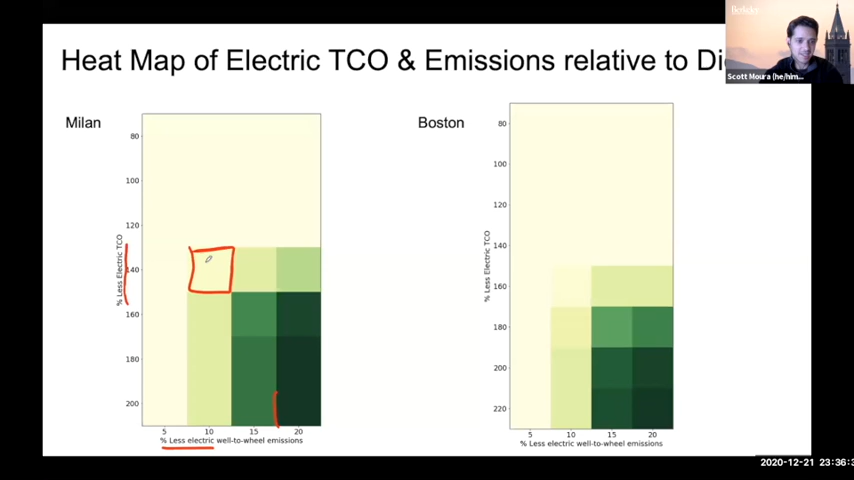 Heat Map of Electric TCO & Emissions relative to Di
Scott Moura (he/him...
Milan
80
100
120
140
160
180
200
% Less Electric TCO
5 10 15 20
% Less electric well-to-wheel emissions
Boston
80
100
120
140
160
180
200
220
% Less Electric TCO
5 10 15 20
% Less electric well-to-wheel emissions
2020-12-21 23:36:3